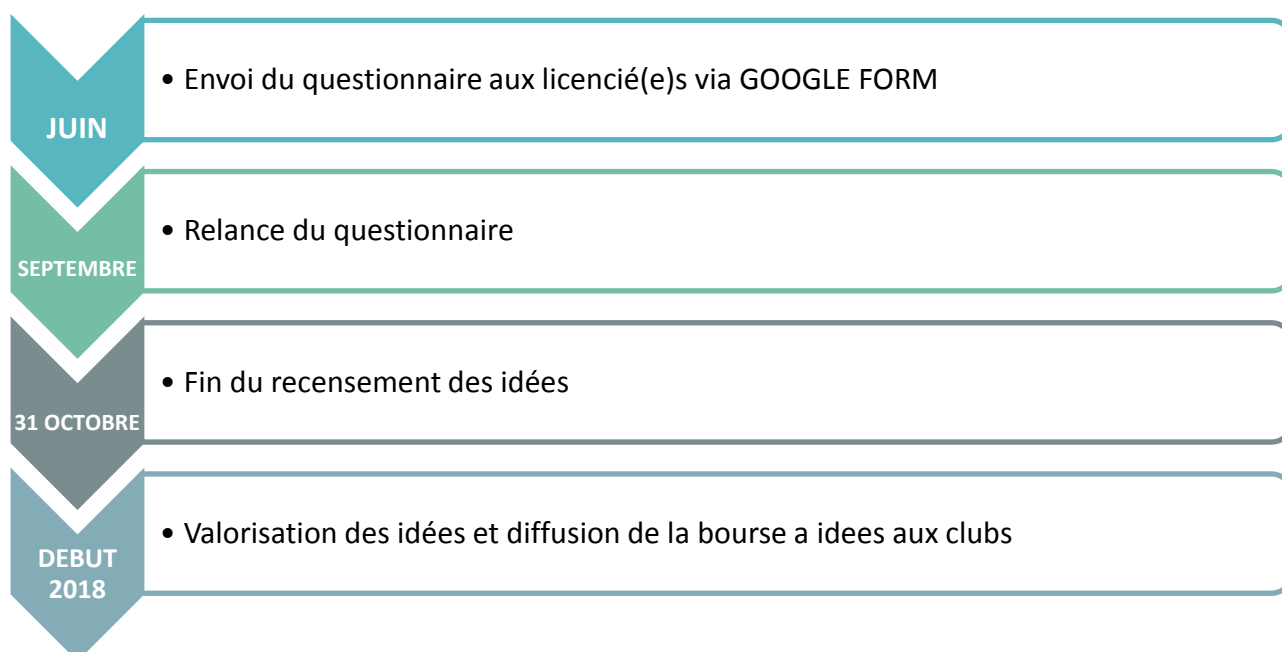 JUIN
• Envoi du questionnaire aux licencié(e)s via GOOGLE FORM
SEPTEMBRE
• Relance du questionnaire
31 OCTOBRE
• Fin du recensement des idées
DEBUT
2018
• Valorisation des idées et diffusion de la bourse a idees aux clubs